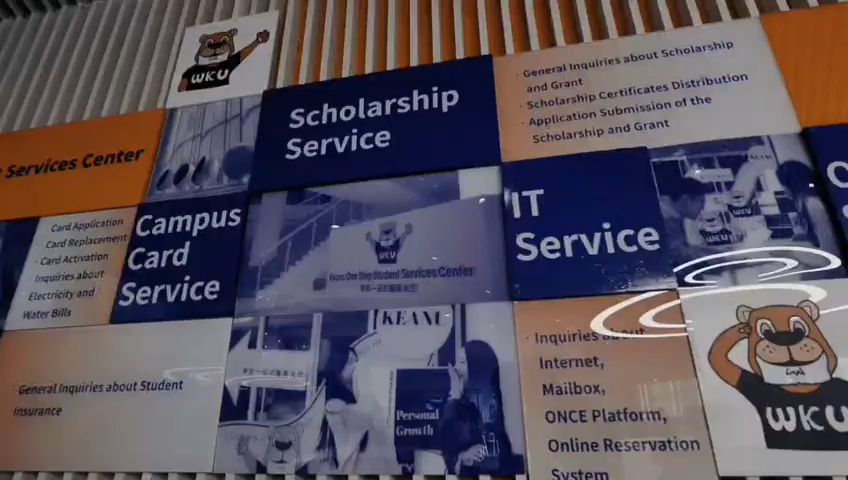 WKU
Services Center
Scholarship
Service
· General Inquiries about Scholarship
and Grant
· Scholarship Certificates Distribution
· Application Submission of the
Scholarship and Grant
Card Application
Card Replacement
· Card Activation
Inquiries about
Electricity and
Water Bills
Campus
Card
Service
One Stop Student Services Center
IT
Service
WKU
WKU
· General Inquiries about Student
Insurance
KEANU
Personal
Growth
· Inquiries about
Internet,
Mailbox,
ONCE Platform,
Online Reservation
System
WKU